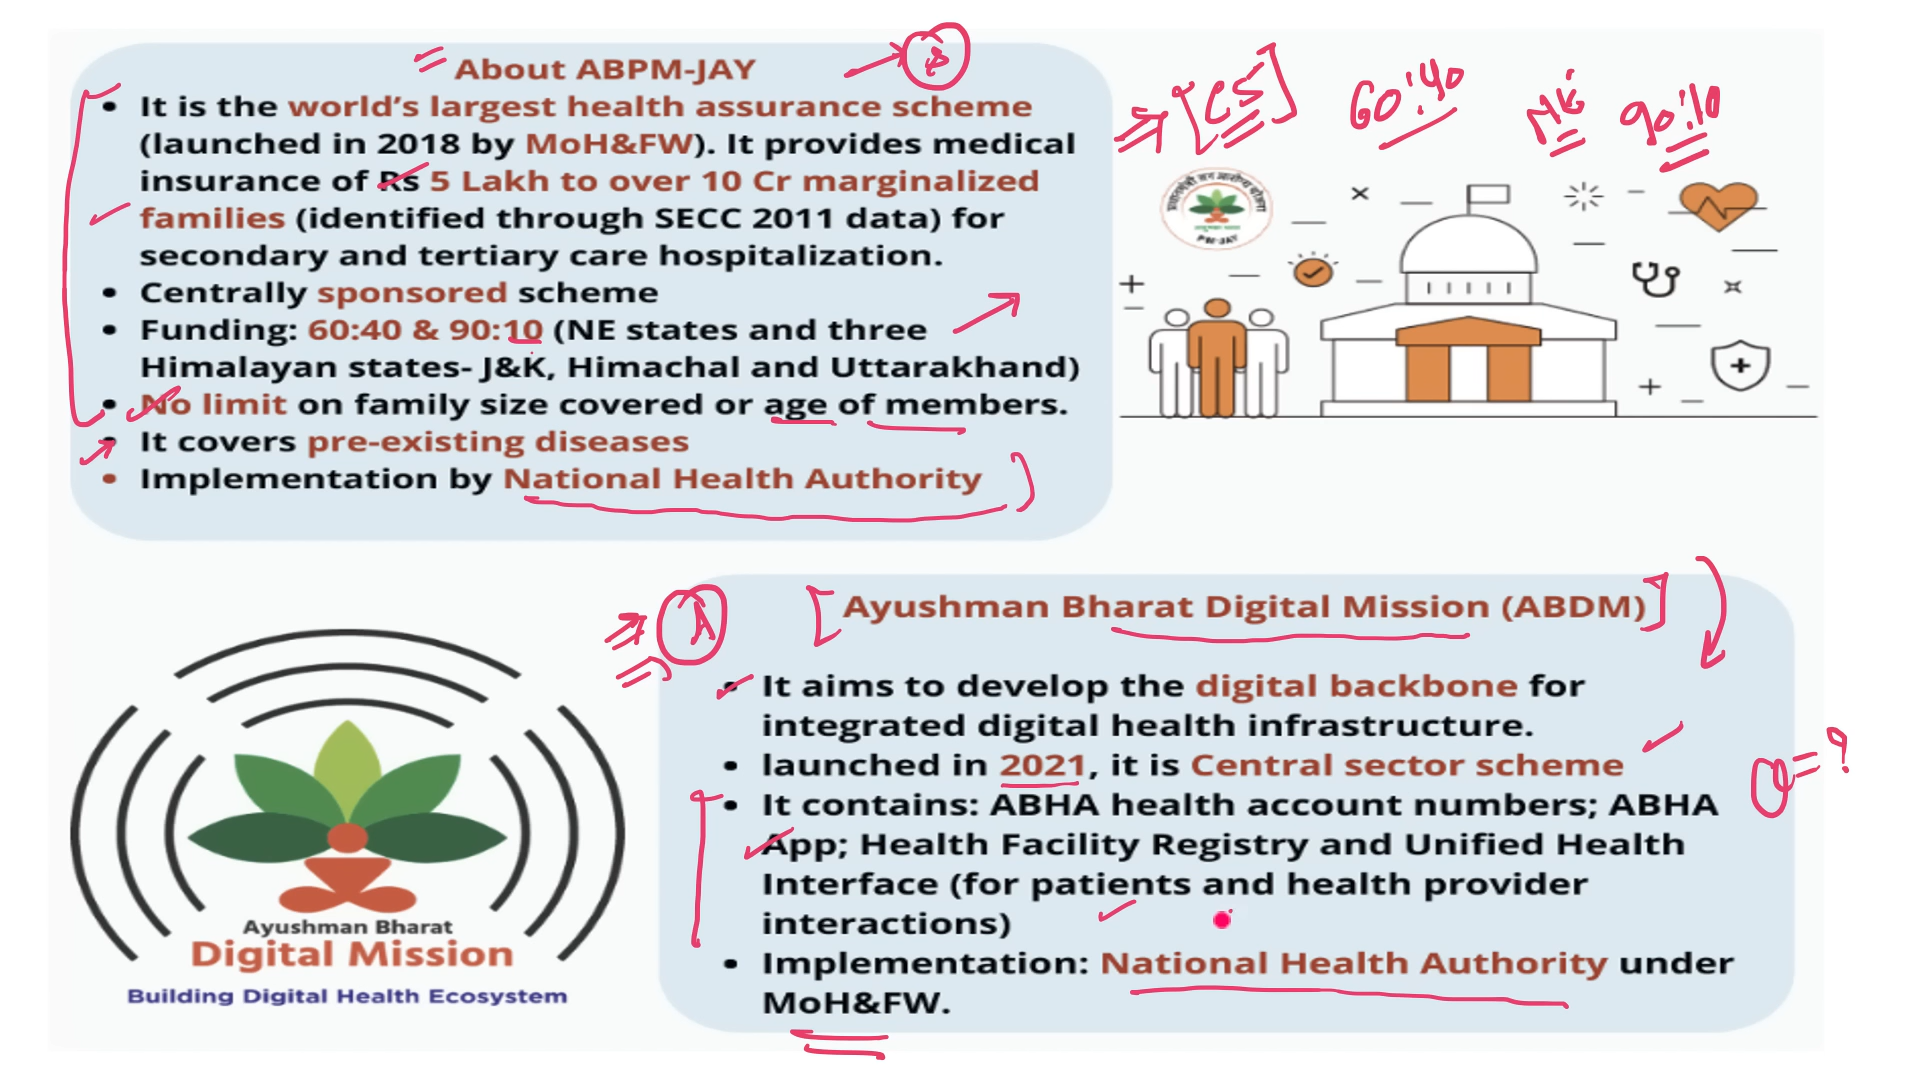 About ABPM-JAY
• It is the world's largest health assurance scheme
(launched in 2018 by MoH&FW). It provides medical
insurance of Rs 5 Lakh to over 10 Cr marginalized
families (identified through SECC 2011 data) for
secondary and tertiary care hospitalization.
• Centrally sponsored scheme
• Funding: 60:40 & 90:10 (NE states and three
Himalayan states- J&K, Himachal and Uttarakhand)
• No limit on family size covered or age of members.
• It covers pre-existing diseases
• Implementation by National Health Authority
[CSS]
60:40
90:10
PM-JAY
A
Ayushman Bharat Digital Mission (ABDM)
• It aims to develop the digital backbone for
integrated digital health infrastructure.
• launched in 2021, it is Central sector scheme
• It contains: ABHA health account numbers; ABHA
App; Health Facility Registry and Unified Health
Interface (for patients and health provider
interactions)
• Implementation: National Health Authority under
MoH&FW.
Q = ?
Ayushman Bharat
Digital Mission
Building Digital Health Ecosystem